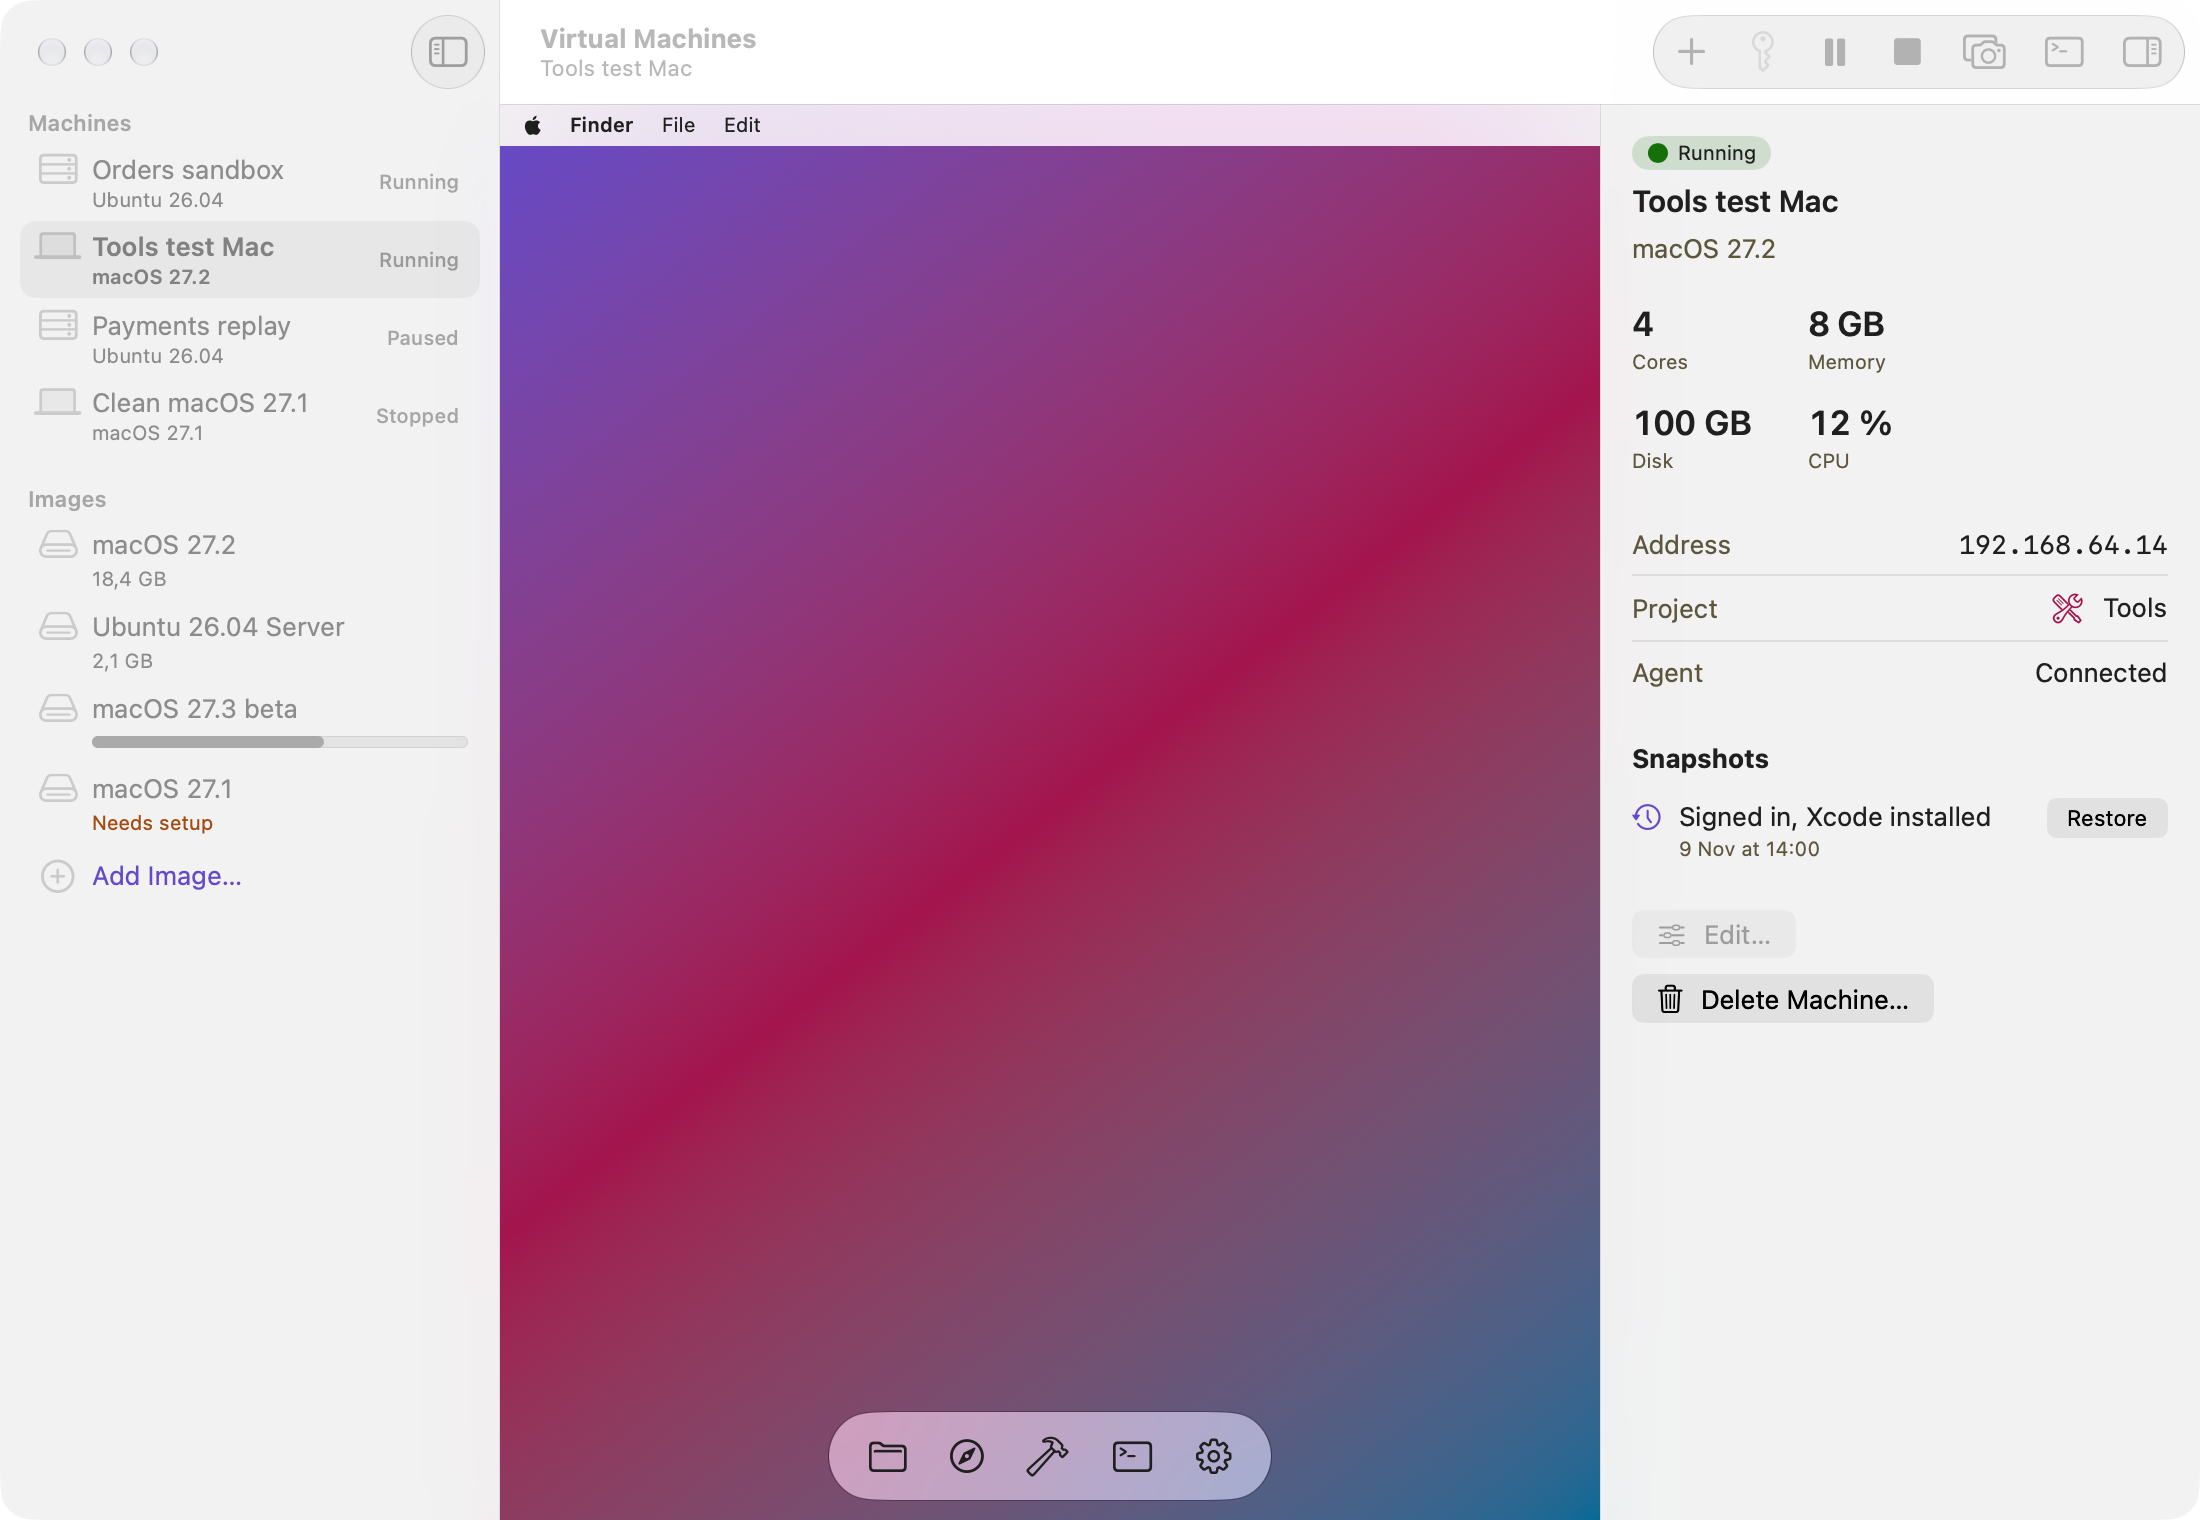 Virtual Machines
Tools test Mac
Machines
Orders sandbox
Ubuntu 26.04
Running
Tools test Mac
macOS 27.2
Running
Payments replay
Ubuntu 26.04
Paused
Clean macOS 27.1
macOS 27.1
Stopped
Images
macOS 27.2
18,4 GB
Ubuntu 26.04 Server
2,1 GB
macOS 27.3 beta
macOS 27.1
Needs setup
Add Image...
Finder File Edit
Running
Tools test Mac
macOS 27.2
4
Cores
8 GB
Memory
100 GB
Disk
12 %
CPU
Address 192.168.64.14
Project Tools
Agent Connected
Snapshots
Signed in, Xcode installed
9 Nov at 14:00
Restore
Edit...
Delete Machine...